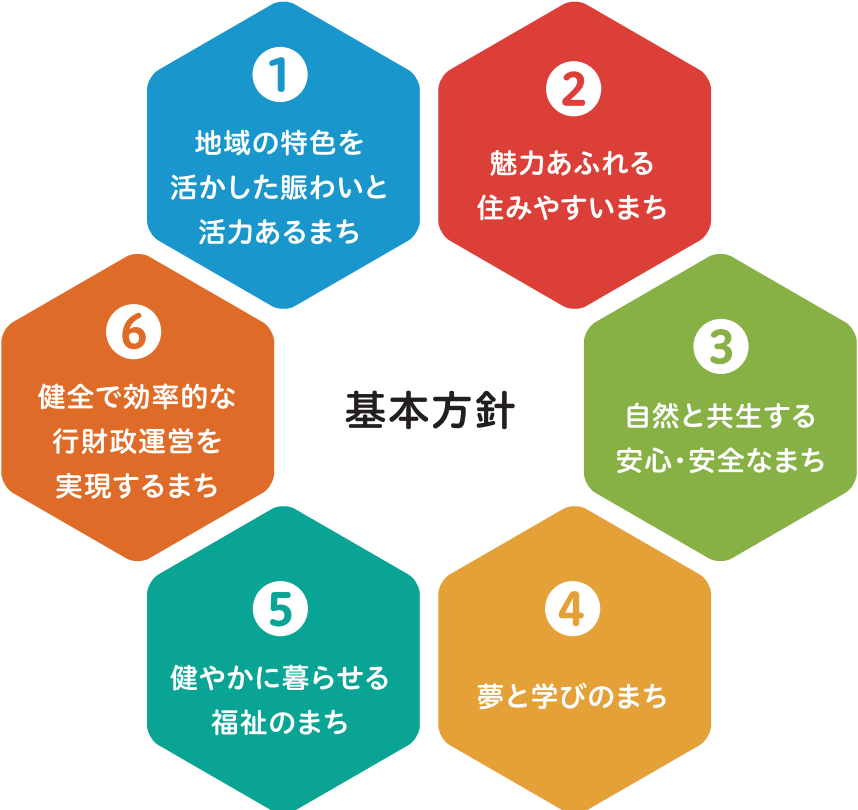 1
地域の特色を
活かした賑わいと
活力あるまち
2
魅力あふれる
住みやすいまち
3
自然と共生する
安心・安全なまち
4
夢と学びのまち
5
健やかに暮らせる
福祉のまち
6
健全で効率的な
行財政運営を
実現するまち
基本方針